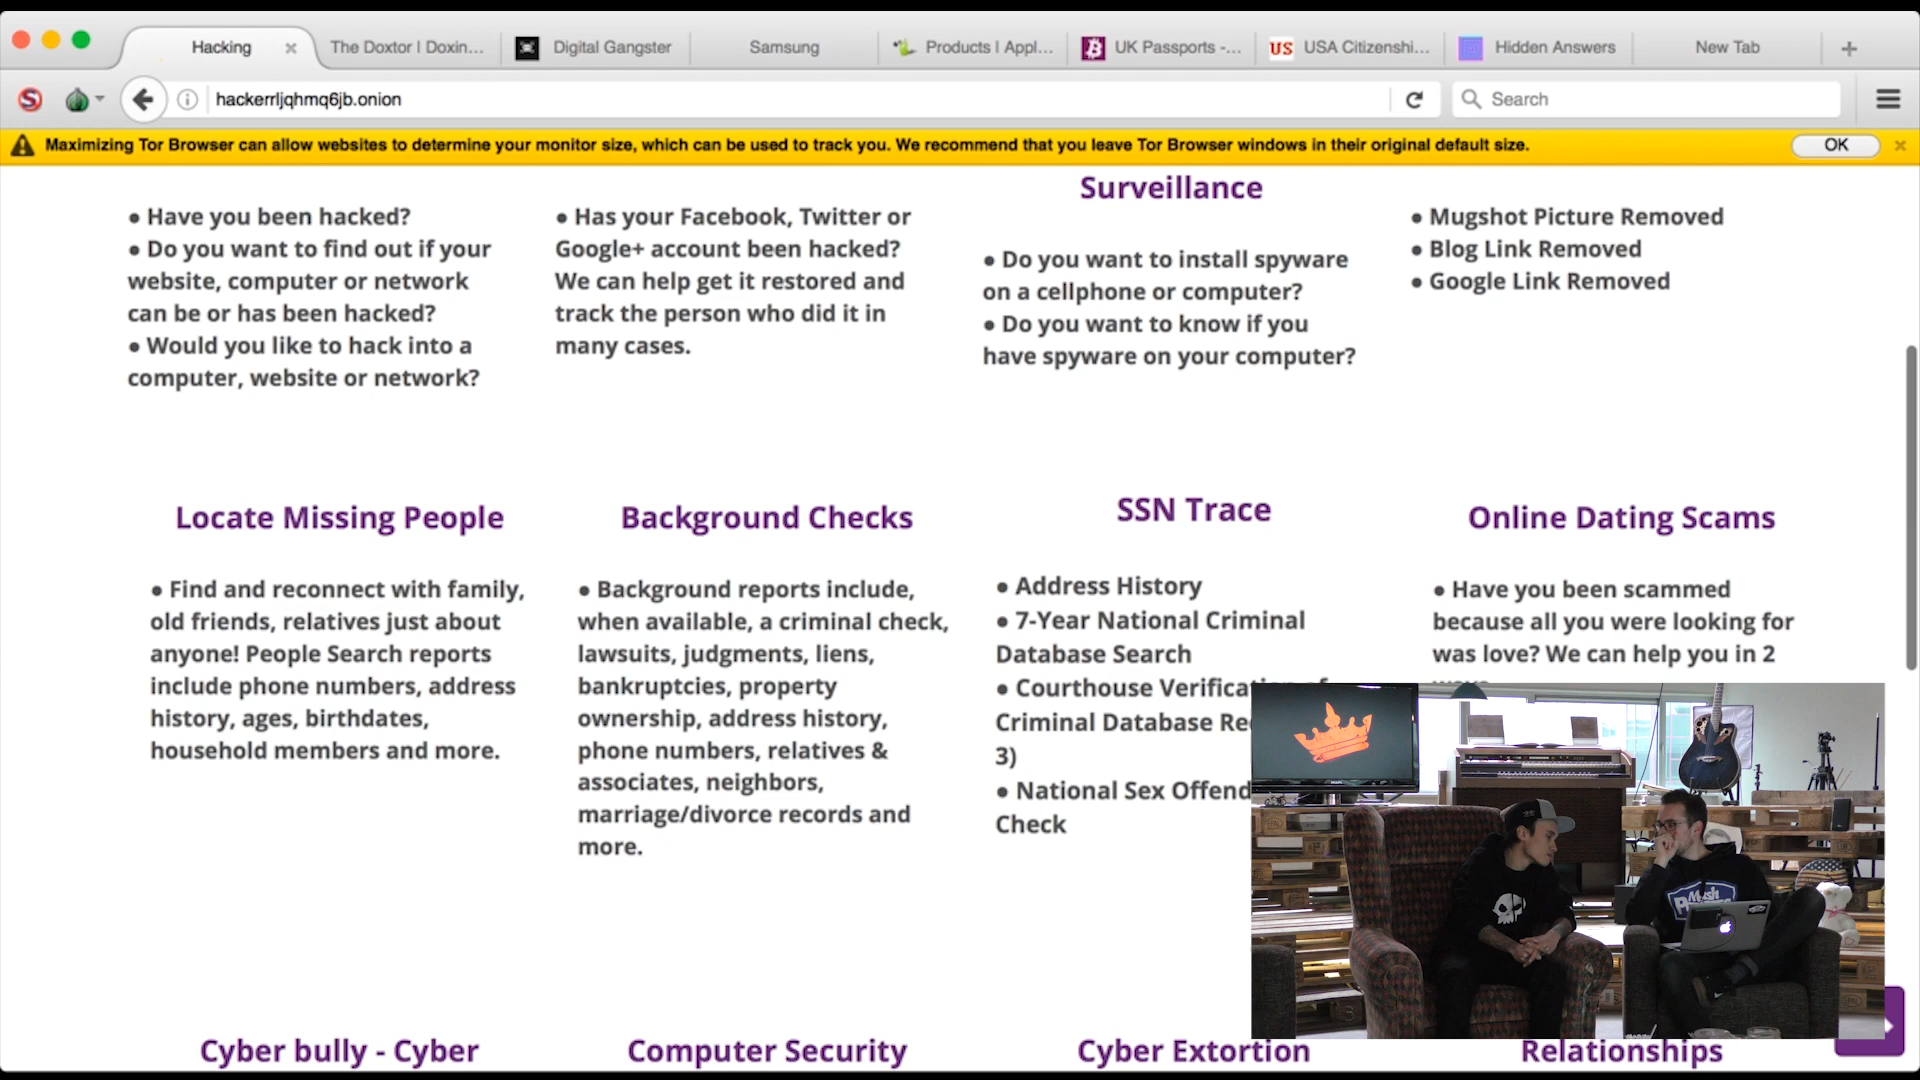 Hacking
The Doxtor | Doxin...
Digital Gangster
Samsung
Products | Appl...
UK Passports -...
US
USA Citizenshi...
Hidden Answers
New Tab
hackerrljqhmq6jb.onion
Search
Maximizing Tor Browser can allow websites to determine your monitor size, which can be used to track you. We recommend that you leave Tor Browser windows in their original default size.
OK
● Have you been hacked?
● Do you want to find out if your
website, computer or network
can be or has been hacked?
● Would you like to hack into a
computer, website or network?
● Has your Facebook, Twitter or
Google+ account been hacked?
We can help get it restored and
track the person who did it in
many cases.
Surveillance
● Do you want to install spyware
on a cellphone or computer?
● Do you want to know if you
have spyware on your computer?
● Mugshot Picture Removed
● Blog Link Removed
● Google Link Removed
Locate Missing People
● Find and reconnect with family,
old friends, relatives just about
anyone! People Search reports
include phone numbers, address
history, ages, birthdates,
household members and more.
Background Checks
● Background reports include,
when available, a criminal check,
lawsuits, judgments, liens,
bankruptcies, property
ownership, address history,
phone numbers, relatives &
associates, neighbors,
marriage/divorce records and
more.
SSN Trace
● Address History
● 7-Year National Criminal
Database Search
● Courthouse
Criminal Database
3)
● National Sex
Check
Online Dating Scams
● Have you been scammed
because all you were looking for
was love? We can help you in 2
Cyber bully - Cyber
Computer Security
Cyber Extortion
Relationships